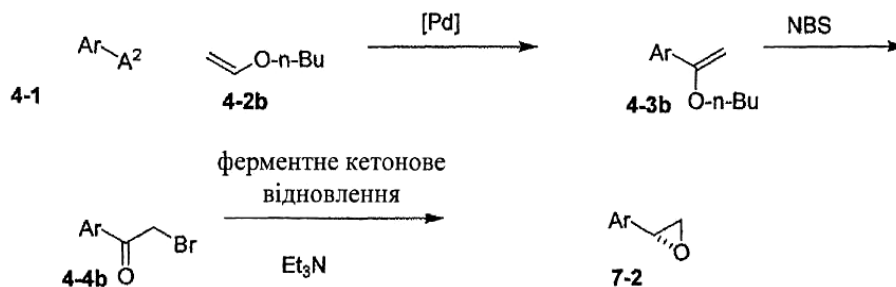 Ar
A²
4-1
O-n-Bu
4-2b
[Pd]
Ar
O-n-Bu
4-3b
NBS
Ar
Br
O
4-4b
ферментне кетонове
відновлення
Et₃N
Ar
O
7-2